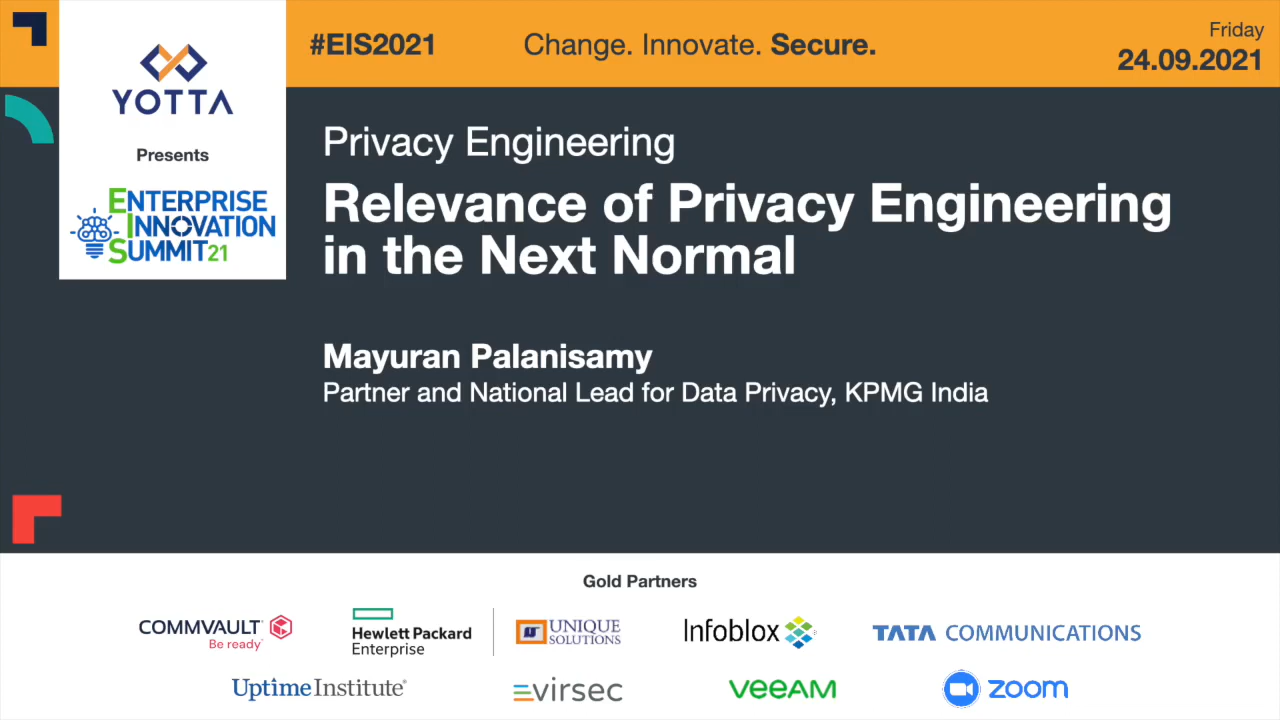 #EIS2021
Change. Innovate. Secure.
Friday
24.09.2021
YOTTA
Presents
ENTERPRISE
INNOVATION
SUMMIT21
Privacy Engineering
Relevance of Privacy Engineering
in the Next Normal
Mayuran Palanisamy
Partner and National Lead for Data Privacy, KPMG India
Gold Partners
COMMVAULT
Be ready
Hewlett Packard
Enterprise
UNIQUE
SOLUTIONS
Infoblox
TATA COMMUNICATIONS
UptimeInstitute®
virsec
veeAM
zoom